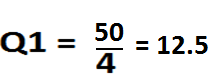 Q1 = 50/4 = 12.5